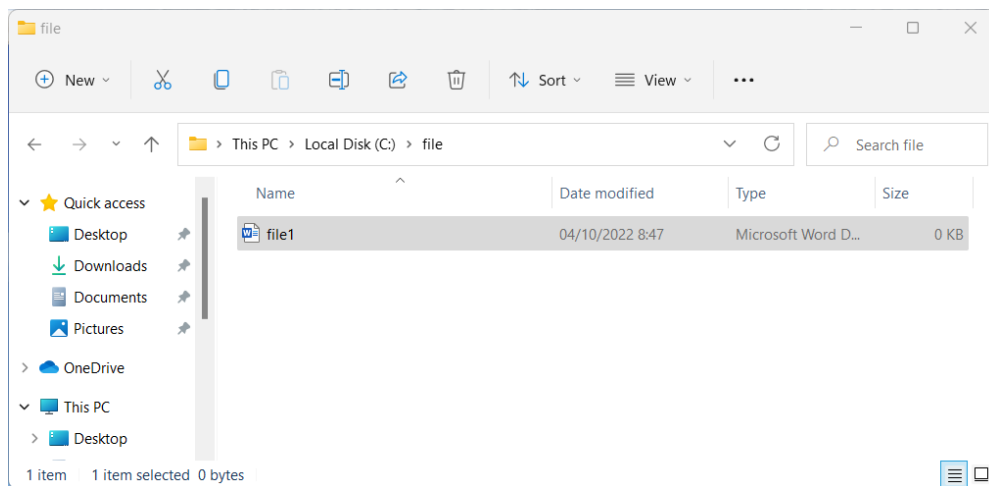 file
New Sort View
This PC Local Disk (C:) file Search file
Name Date modified Type Size
Quick access
file1 04/10/2022 8:47 Microsoft Word D... 0 KB
Desktop
Downloads
Documents
Pictures
OneDrive
This PC
Desktop
1 item 1 item selected 0 bytes